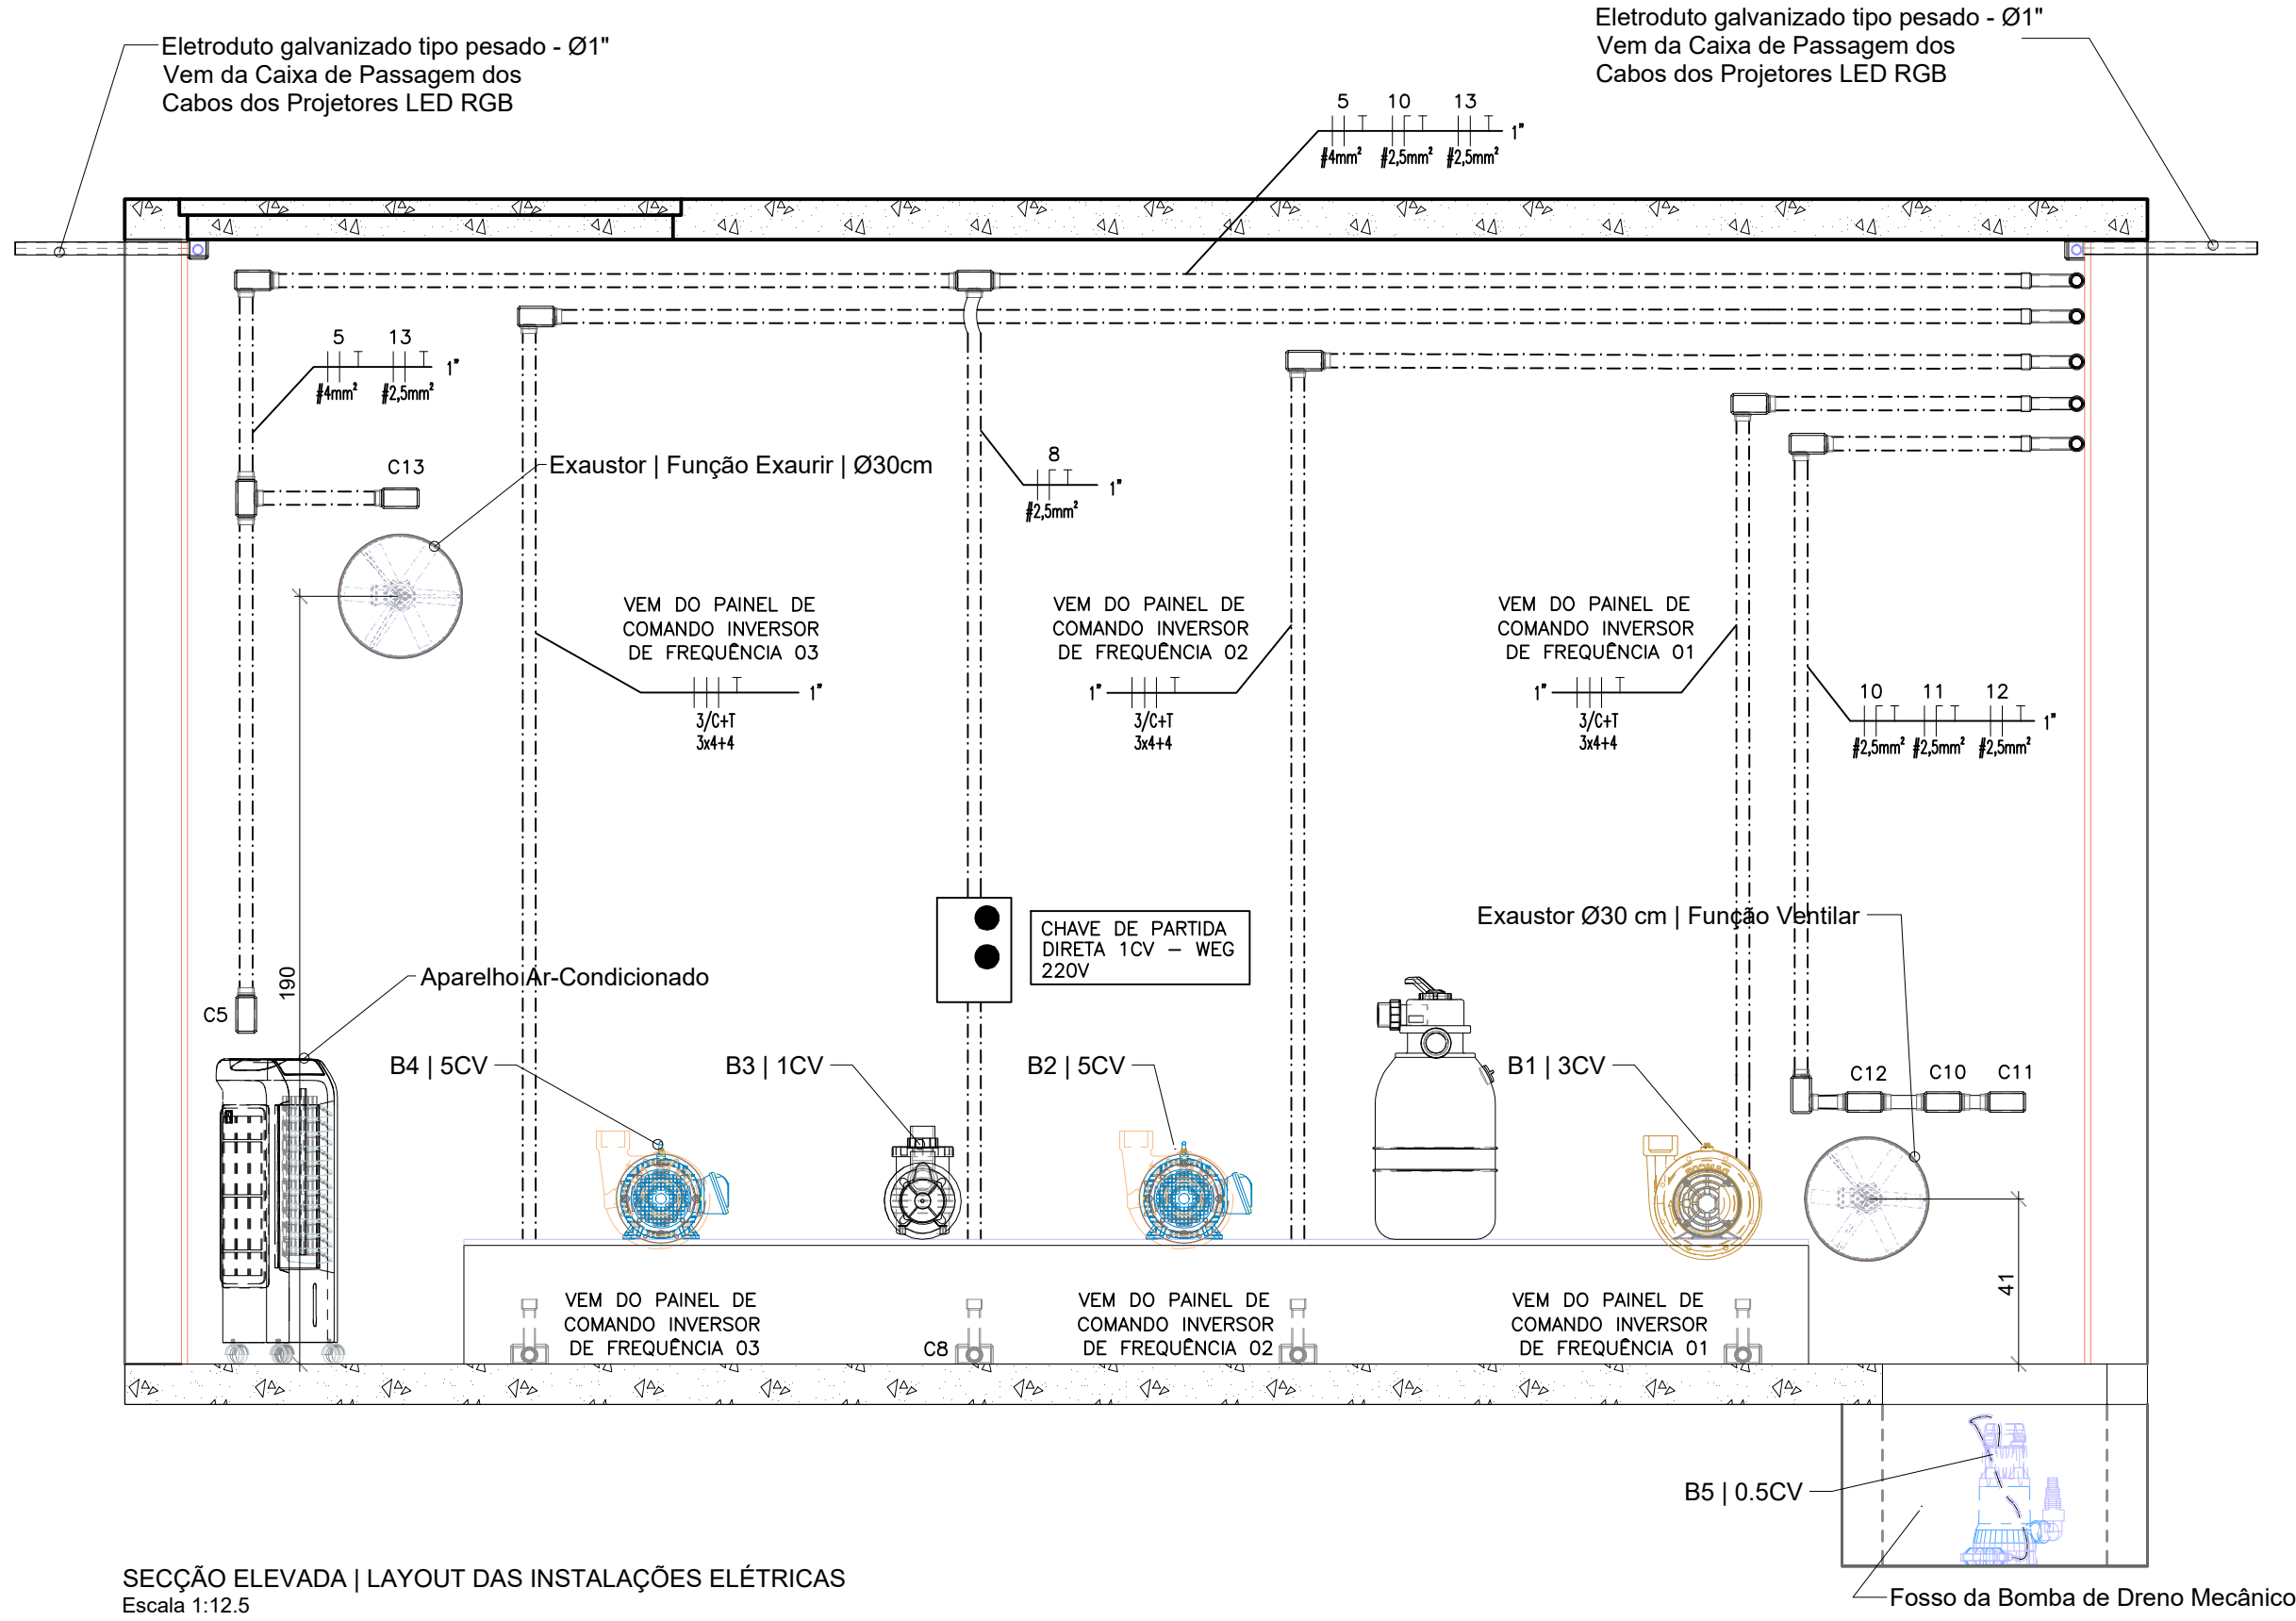 Eletroduto galvanizado tipo pesado - Ø1"
Vem da Caixa de Passagem dos
Cabos dos Projetores LED RGB
Eletroduto galvanizado tipo pesado - Ø1"
Vem da Caixa de Passagem dos
Cabos dos Projetores LED RGB
5 10 13
1"
#4mm² #2,5mm² #2,5mm²
5 13
1"
#4mm² #2,5mm²
C13
Exaustor | Função Exaurir | Ø30cm
8
1"
#2,5mm²
VEM DO PAINEL DE
COMANDO INVERSOR
DE FREQUÊNCIA 03
1"
3/C+T
3x4+4
VEM DO PAINEL DE
COMANDO INVERSOR
DE FREQUÊNCIA 02
1"
3/C+T
3x4+4
VEM DO PAINEL DE
COMANDO INVERSOR
DE FREQUÊNCIA 01
1"
3/C+T
3x4+4
10 11 12
1"
#2,5mm² #2,5mm² #2,5mm²
CHAVE DE PARTIDA
DIRETA 1CV – WEG
220V
Exaustor Ø30 cm | Função Ventilar
190
Aparelho Ar-Condicionado
C5
B4 | 5CV
B3 | 1CV
B2 | 5CV
B1 | 3CV
C12 C10 C11
41
VEM DO PAINEL DE
COMANDO INVERSOR
DE FREQUÊNCIA 03
C8
VEM DO PAINEL DE
COMANDO INVERSOR
DE FREQUÊNCIA 02
VEM DO PAINEL DE
COMANDO INVERSOR
DE FREQUÊNCIA 01
B5 | 0.5CV
Fosso da Bomba de Dreno Mecânico
SECÇÃO ELEVADA | LAYOUT DAS INSTALAÇÕES ELÉTRICAS
Escala 1:12.5